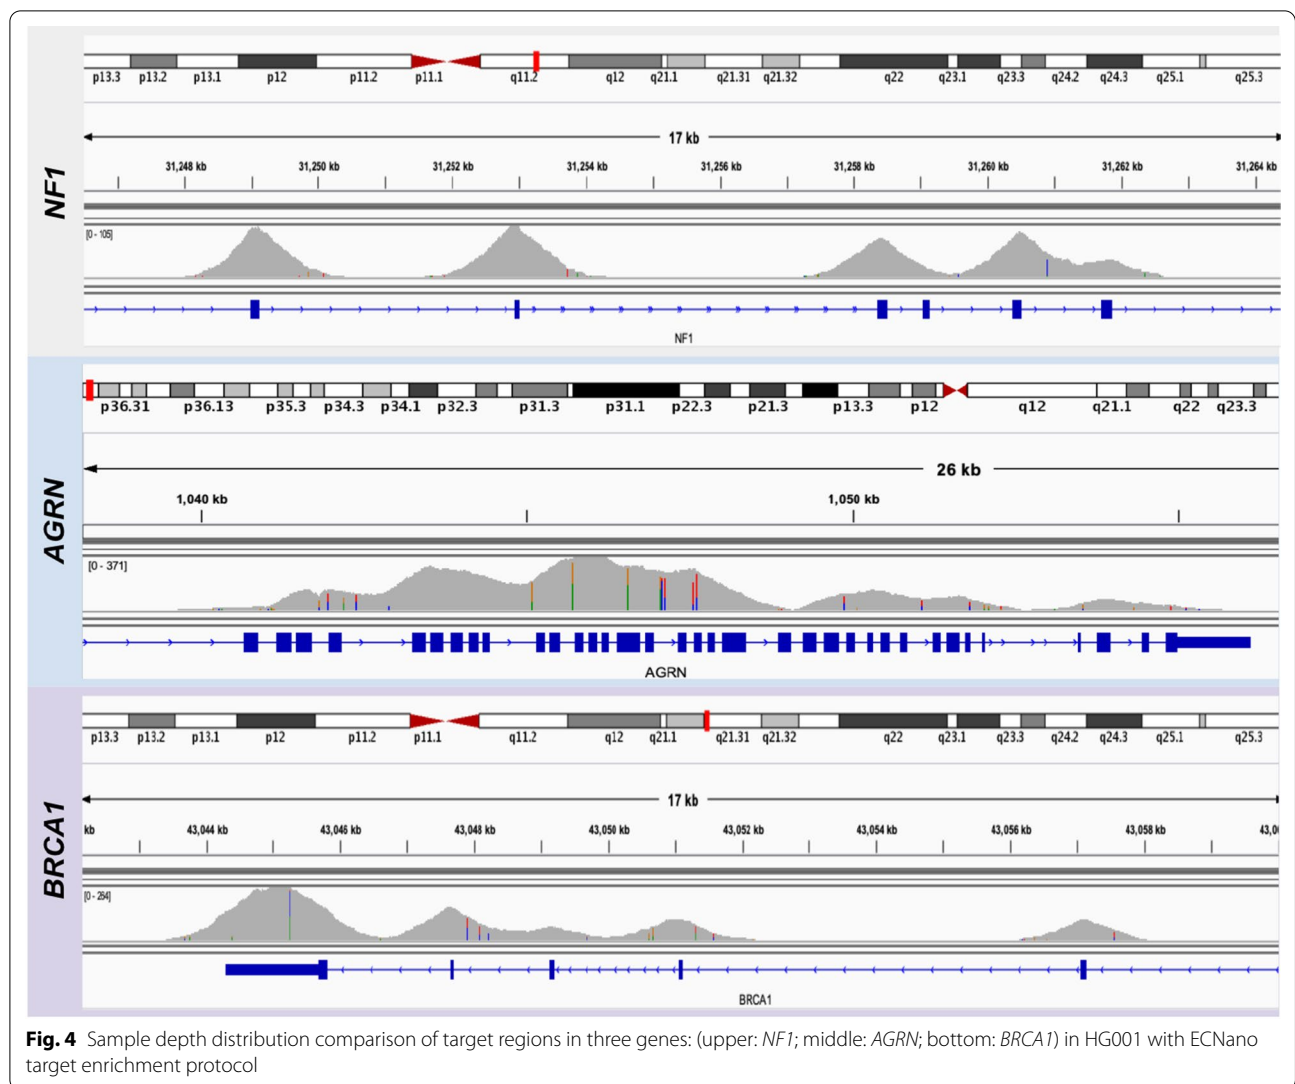 NF1
p13.3 p13.2 p13.1 p12 p11.2 p11.1 q11.2 q12 q21.1 q21.31 q21.32 q22 q23.1 q23.3 q24.2 q24.3 q25.1 q25.3
17 kb
31,248 kb 31,250 kb 31,252 kb 31,254 kb 31,256 kb 31,258 kb 31,260 kb 31,262 kb 31,264 kb
[0 - 105]
NF1
AGRN
p36.31 p36.13 p35.3 p34.3 p34.1 p32.3 p31.3 p31.1 p22.3 p21.3 p13.3 p12 q12 q21.1 q22 q23.3
26 kb
1,040 kb 1,050 kb
[0 - 371]
AGRN
BRCA1
p13.3 p13.2 p13.1 p12 p11.2 p11.1 q11.2 q12 q21.1 q21.31 q21.32 q22 q23.1 q23.3 q24.2 q24.3 q25.1 q25.3
17 kb
kb 43,044 kb 43,046 kb 43,048 kb 43,050 kb 43,052 kb 43,054 kb 43,056 kb 43,058 kb 43,0
[0 - 264]
BRCA1
Fig. 4 Sample depth distribution comparison of target regions in three genes: (upper: NF1; middle: AGRN; bottom: BRCA1) in HG001 with ECNano
target enrichment protocol